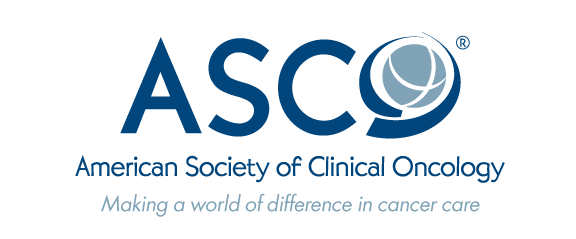 ASCO®
American Society of Clinical Oncology
Making a world of difference in cancer care